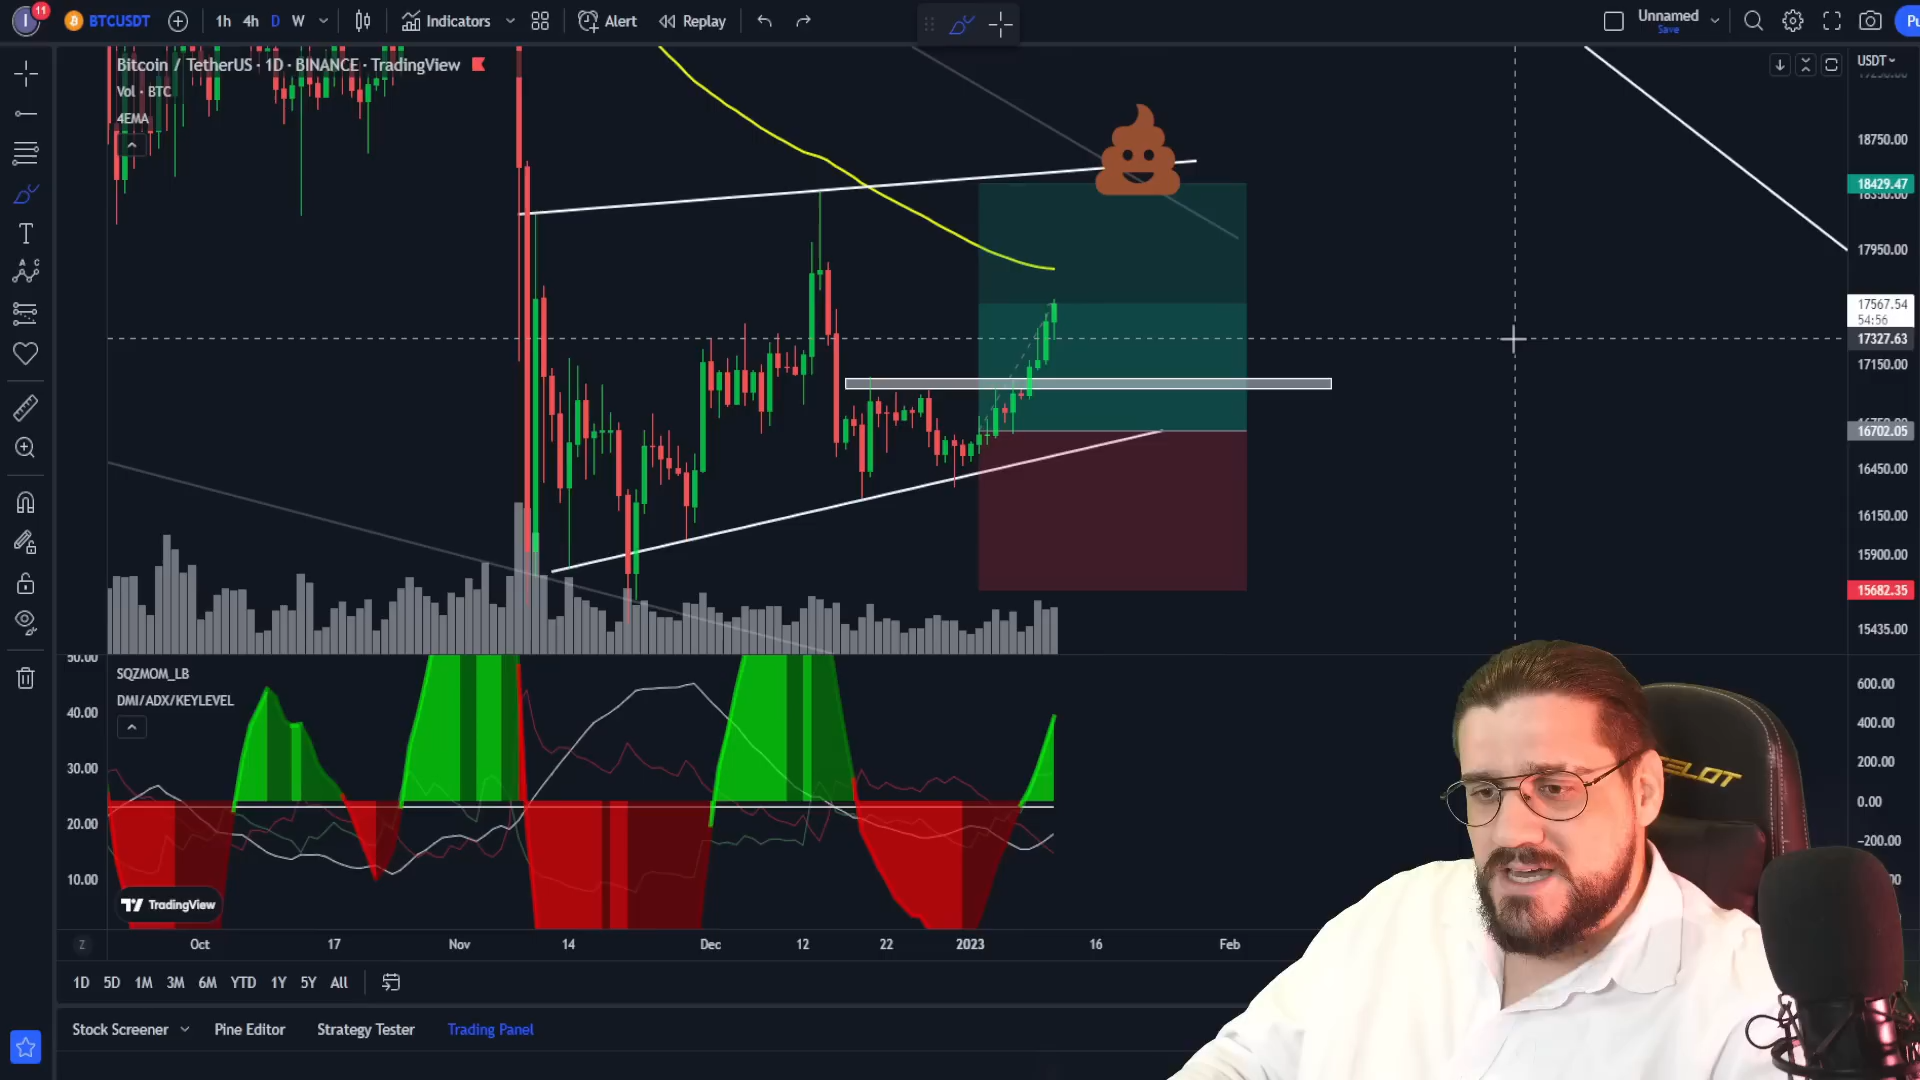 I
11
BTCUSDT
1h 4h D W
Indicators
Alert
Replay
Unnamed
Save
Pu
Bitcoin / TetherUS · 1D · BINANCE · TradingView
USDT
Vol · BTC
4EMA
18750.00
18429.47
17950.00
17567.54
54:56
17327.63
17150.00
16702.05
16450.00
16150.00
15900.00
15682.35
15435.00
50.00
SQZMOM_LB
600.00
DMI/ADX/KEYLEVEL
40.00
400.00
30.00
200.00
0.00
20.00
-200.00
10.00
TradingView
Z
Oct 17 Nov 14 Dec 12 22 2023 16 Feb
1D 5D 1M 3M 6M YTD 1Y 5Y All
Stock Screener
Pine Editor
Strategy Tester
Trading Panel